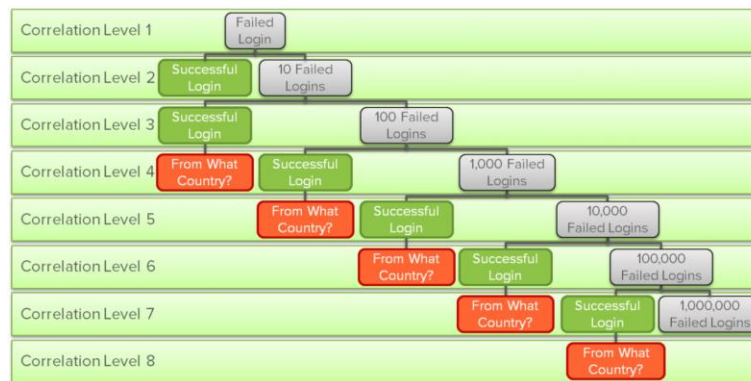 Correlation Level 1
Failed
Login
Correlation Level 2
Successful
Login
10 Failed
Logins
Correlation Level 3
Successful
Login
100 Failed
Logins
Correlation Level 4
From What
Country?
Successful
Login
1,000 Failed
Logins
Correlation Level 5
From What
Country?
Successful
Login
10,000
Failed Logins
Correlation Level 6
From What
Country?
Successful
Login
100,000
Failed Logins
Correlation Level 7
From What
Country?
Successful
Login
1,000,000
Failed Logins
Correlation Level 8
From What
Country?